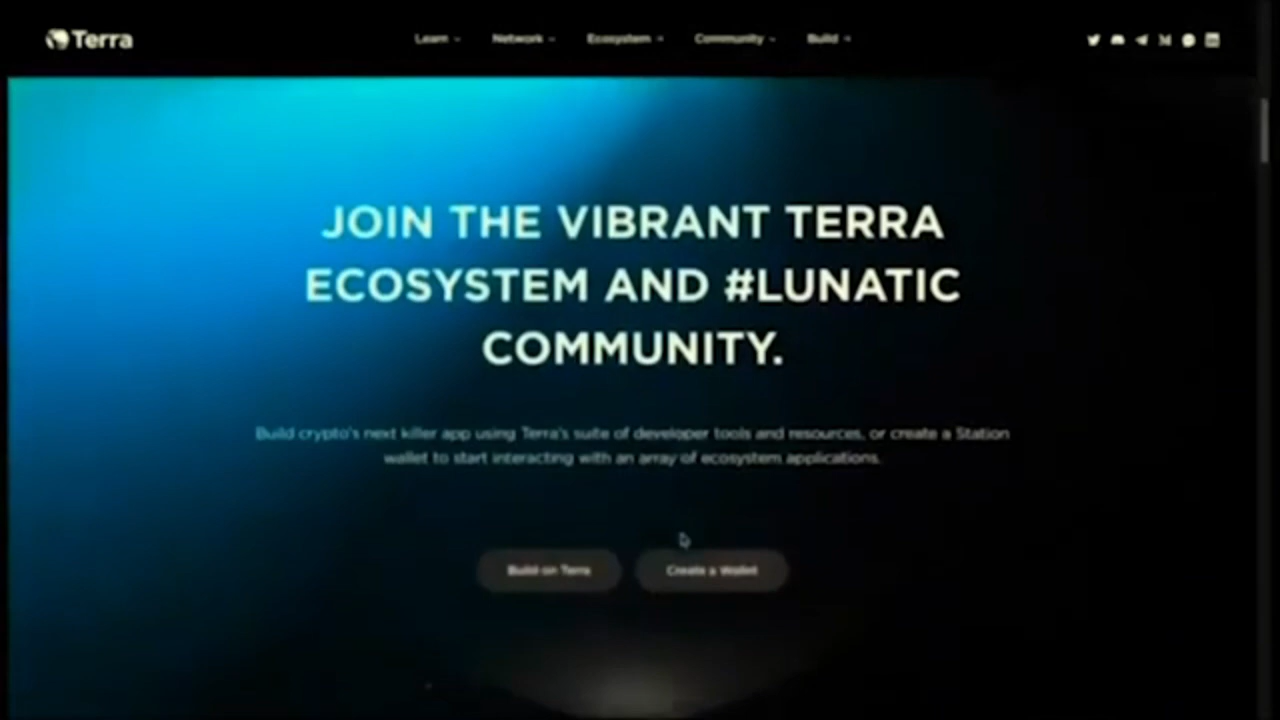 Terra
Learn Network Ecosystem Community Build
JOIN THE VIBRANT TERRA
ECOSYSTEM AND #LUNATIC
COMMUNITY.
Build crypto's next killer app using Terra's suite of developer tools and resources, or create a Station
wallet to start interacting with an array of ecosystem applications.
Build on Terra Create a Wallet